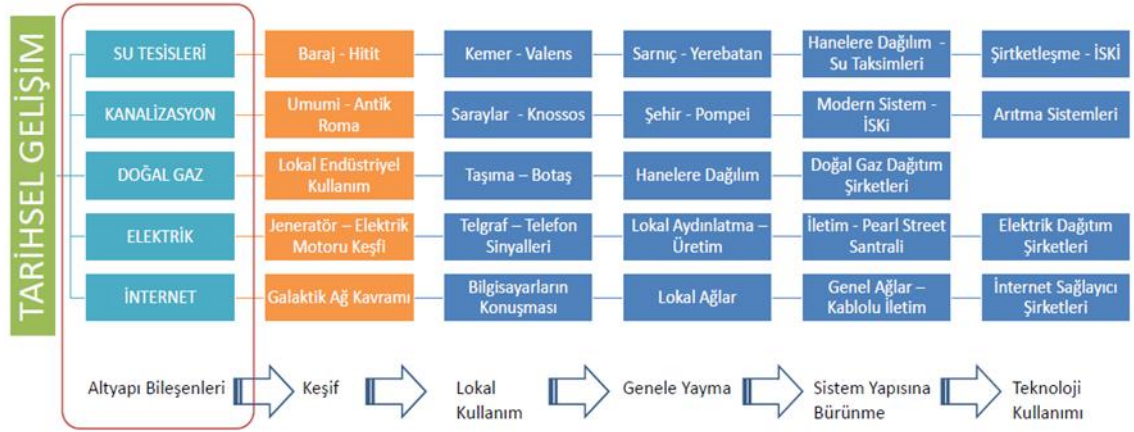 TARİHSEL GELİŞİM
SU TESİSLERİ
Baraj - Hitit
Kemer - Valens
Sarnıç - Yerebatan
Hanelere Dağılım -
Su Taksimleri
Şirtketleşme - İSKİ
KANALİZASYON
Umumi - Antik
Roma
Saraylar - Knossos
Şehir - Pompei
Modern Sistem -
İSKi
Arıtma Sistemleri
DOĞAL GAZ
Lokal Endüstriyel
Kullanım
Taşıma – Botaş
Hanelere Dağılım
Doğal Gaz Dağıtım
Şirketleri
ELEKTRİK
Jeneratör – Elektrik
Motoru Keşfi
Telgraf – Telefon
Sinyalleri
Lokal Aydınlatma –
Üretim
İletim - Pearl Street
Santrali
Elektrik Dağıtım
Şirketleri
İNTERNET
Galaktik Ağ Kavramı
Bilgisayarların
Konuşması
Lokal Ağlar
Genel Ağlar –
Kablolu İletim
İnternet Sağlayıcı
Şirketleri
Altyapı Bileşenleri
Keşif
Lokal
Kullanım
Genele Yayma
Sistem Yapısına
Bürünme
Teknoloji
Kullanımı